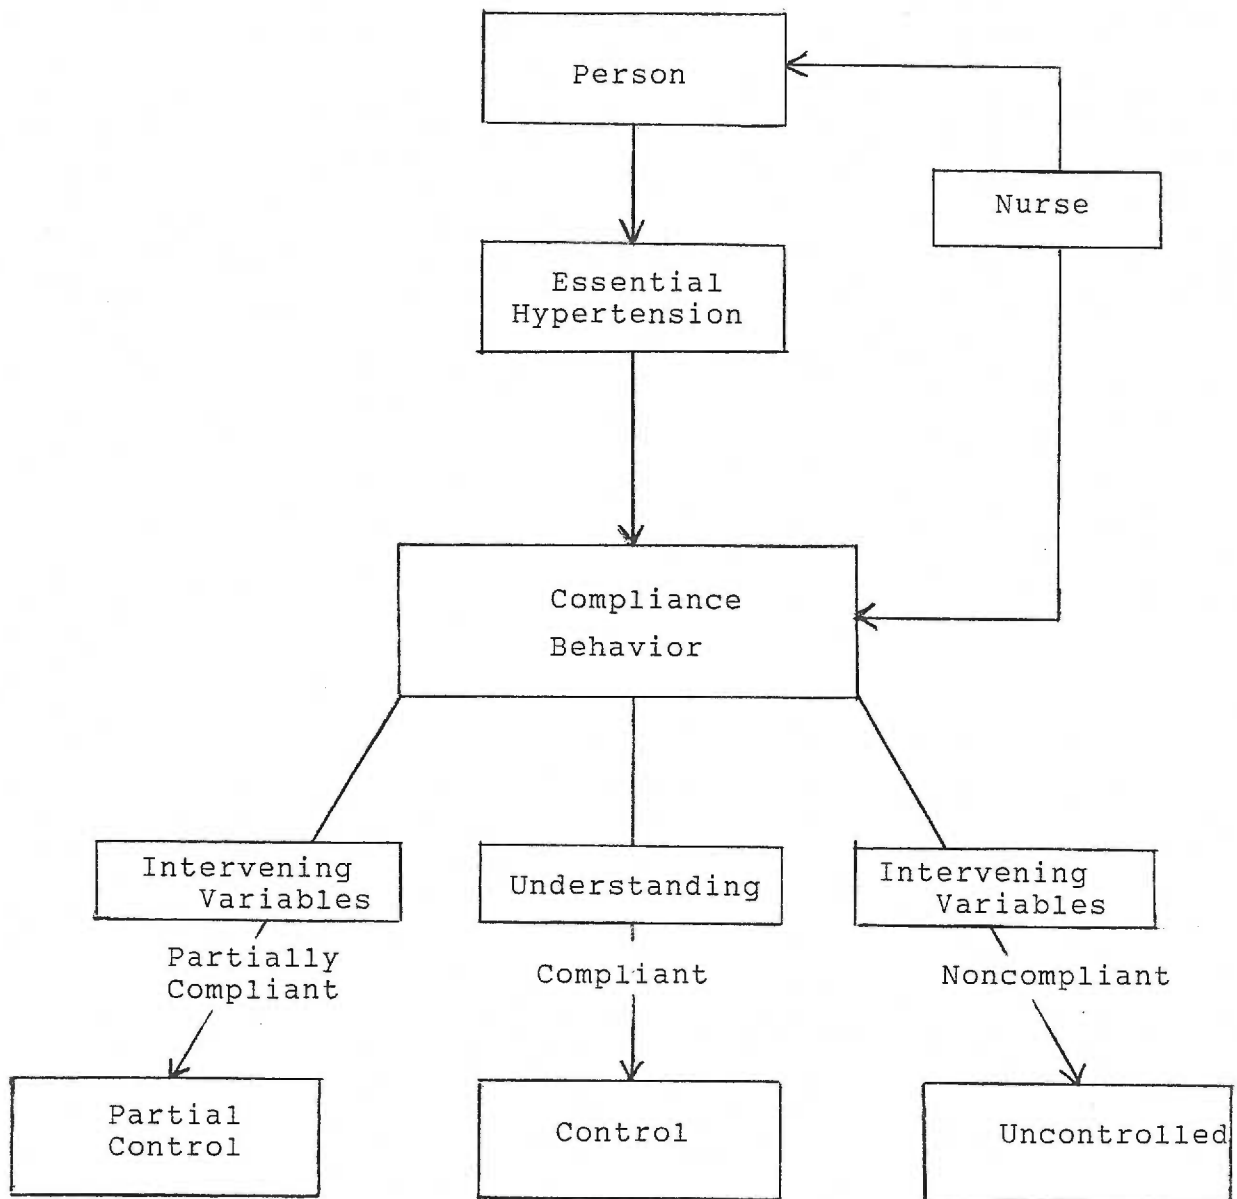 Person
Nurse
Essential
Hypertension
Compliance
Behavior
Intervening
Variables
Understanding
Intervening
Variables
Partially
Compliant
Compliant
Noncompliant
Partial
Control
Control
Uncontrolled